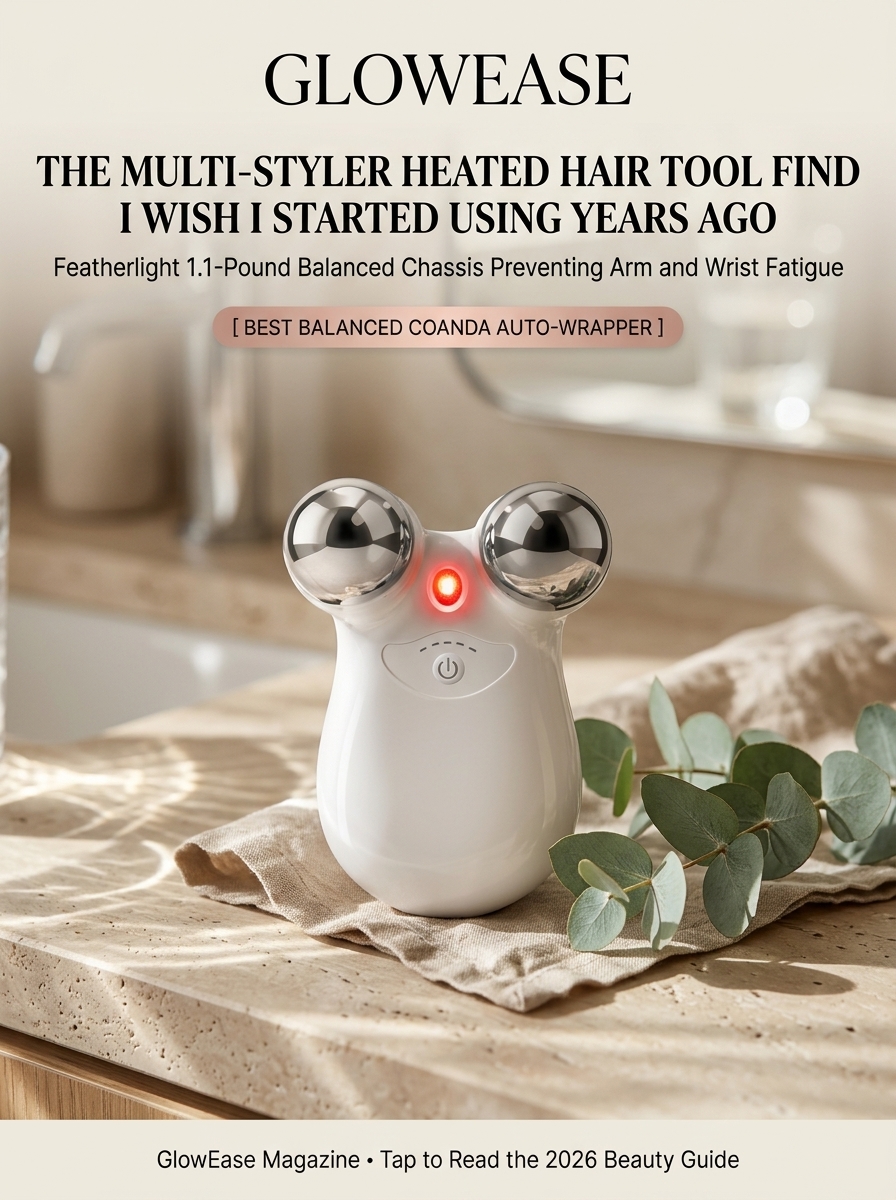 GLOWEASE
THE MULTI-STYLER HEATED HAIR TOOL FIND
I WISH I STARTED USING YEARS AGO
Featherlight 1.1-Pound Balanced Chassis Preventing Arm and Wrist Fatigue
[ BEST BALANCED COANDA AUTO-WRAPPER ]
GlowEase Magazine • Tap to Read the 2026 Beauty Guide